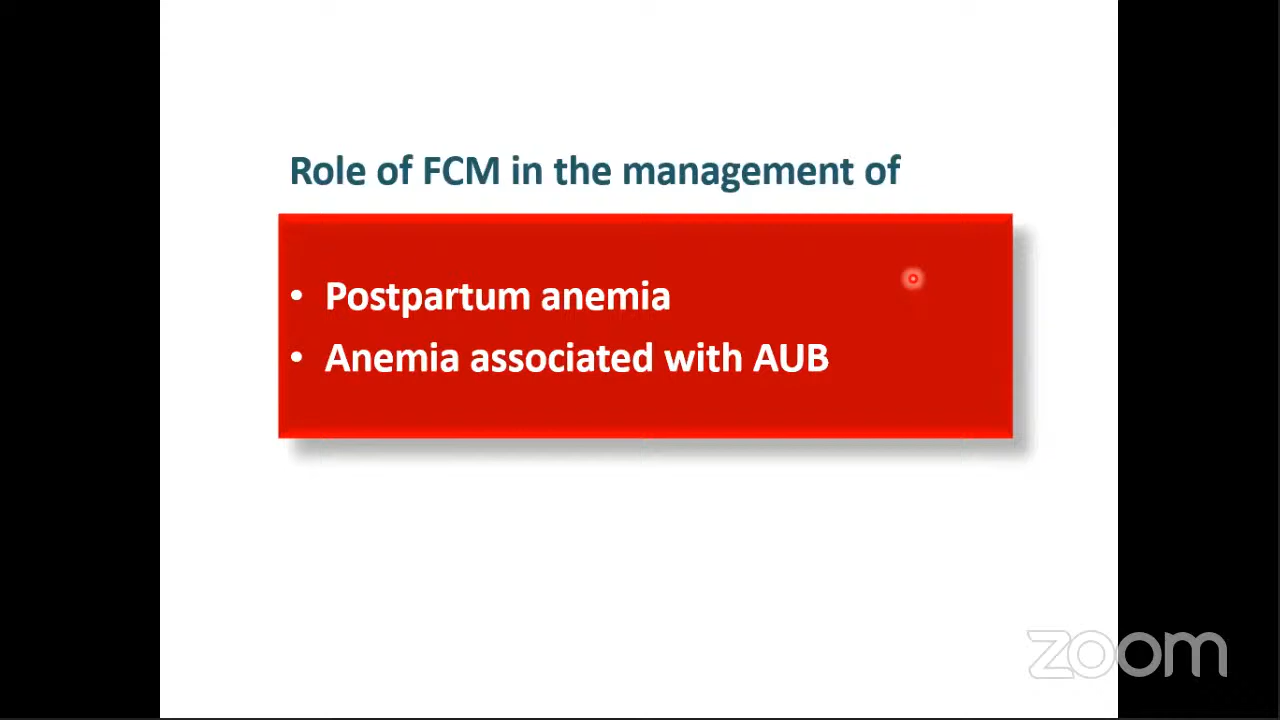 Role of FCM in the management of
• Postpartum anemia
• Anemia associated with AUB
zoom